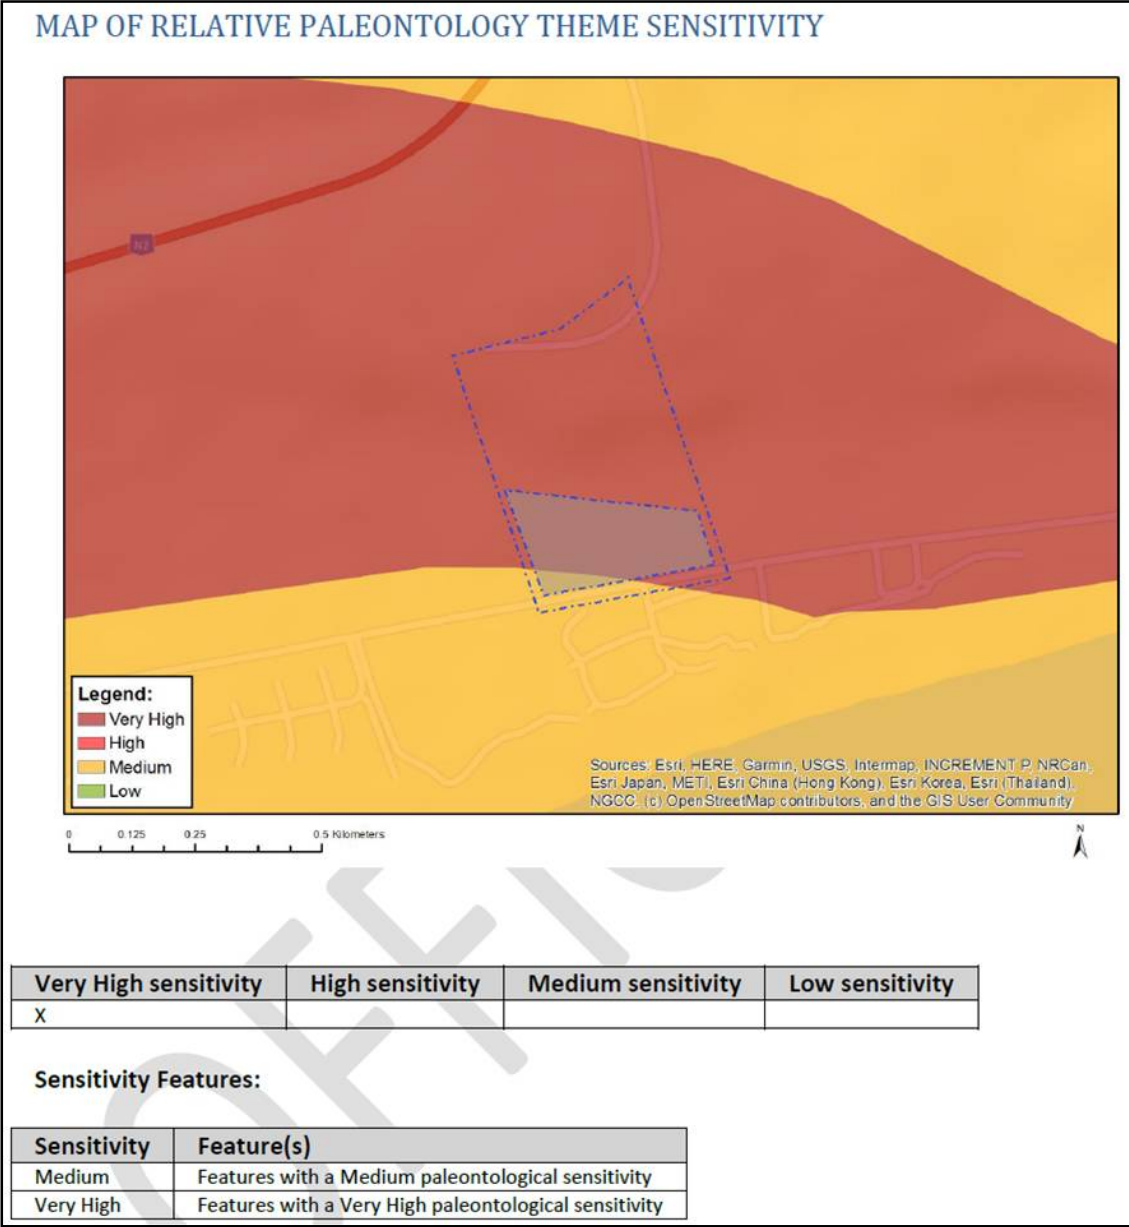 MAP OF RELATIVE PALEONTOLOGY THEME SENSITIVITY
N2
Legend:
Very High
High
Medium
Low
Sources: Esri, HERE, Garmin, USGS, Intermap, INCREMENT P, NRCan,
Esri Japan, METI, Esri China (Hong Kong), Esri Korea, Esri (Thailand),
NGCC, (c) OpenStreetMap contributors, and the GIS User Community
0 0.125 0.25 0.5 Kilometers
N
Very High sensitivity High sensitivity Medium sensitivity Low sensitivity
X
Sensitivity Features:
Sensitivity Feature(s)
Medium Features with a Medium paleontological sensitivity
Very High Features with a Very High paleontological sensitivity